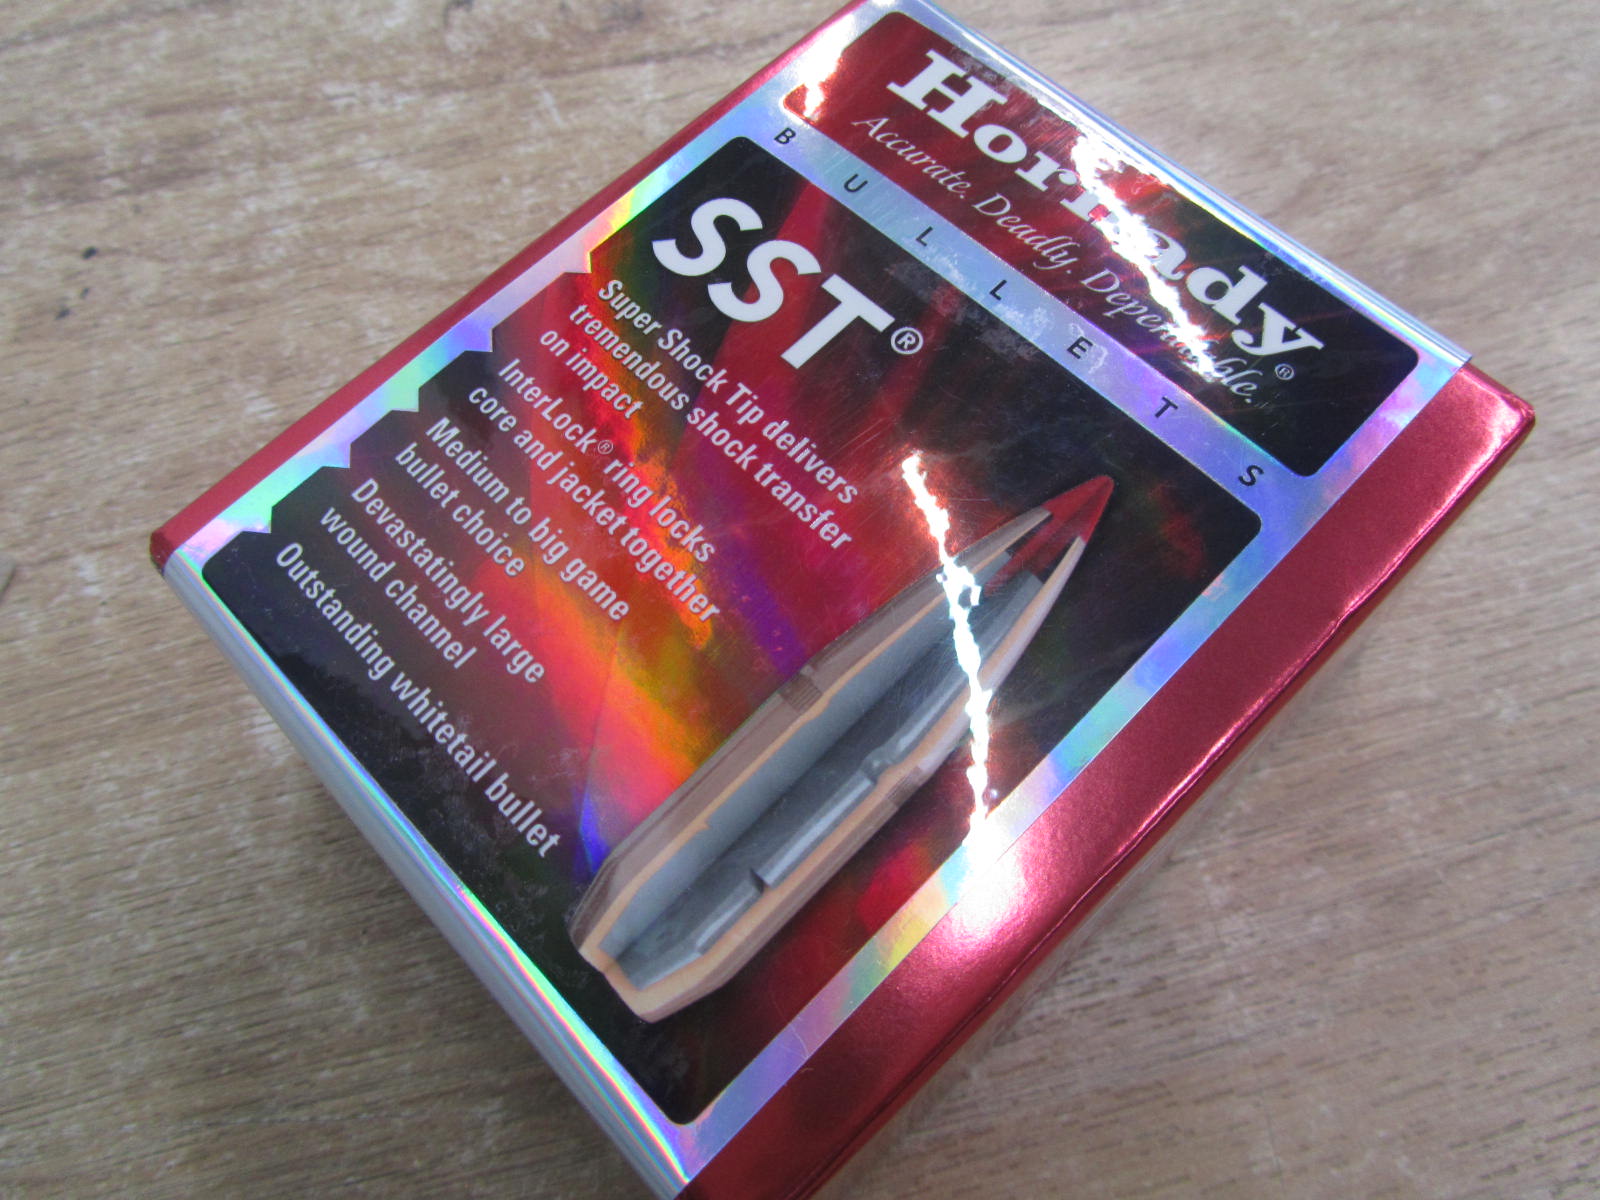 Hornady®
Accurate. Deadly. Dependable.
BULLETS
SST®
Super Shock Tip delivers
tremendous shock transfer
on impact
InterLock® ring locks
core and jacket together
Medium to big game
bullet choice
Devastatingly large
wound channel
Outstanding whitetail bullet